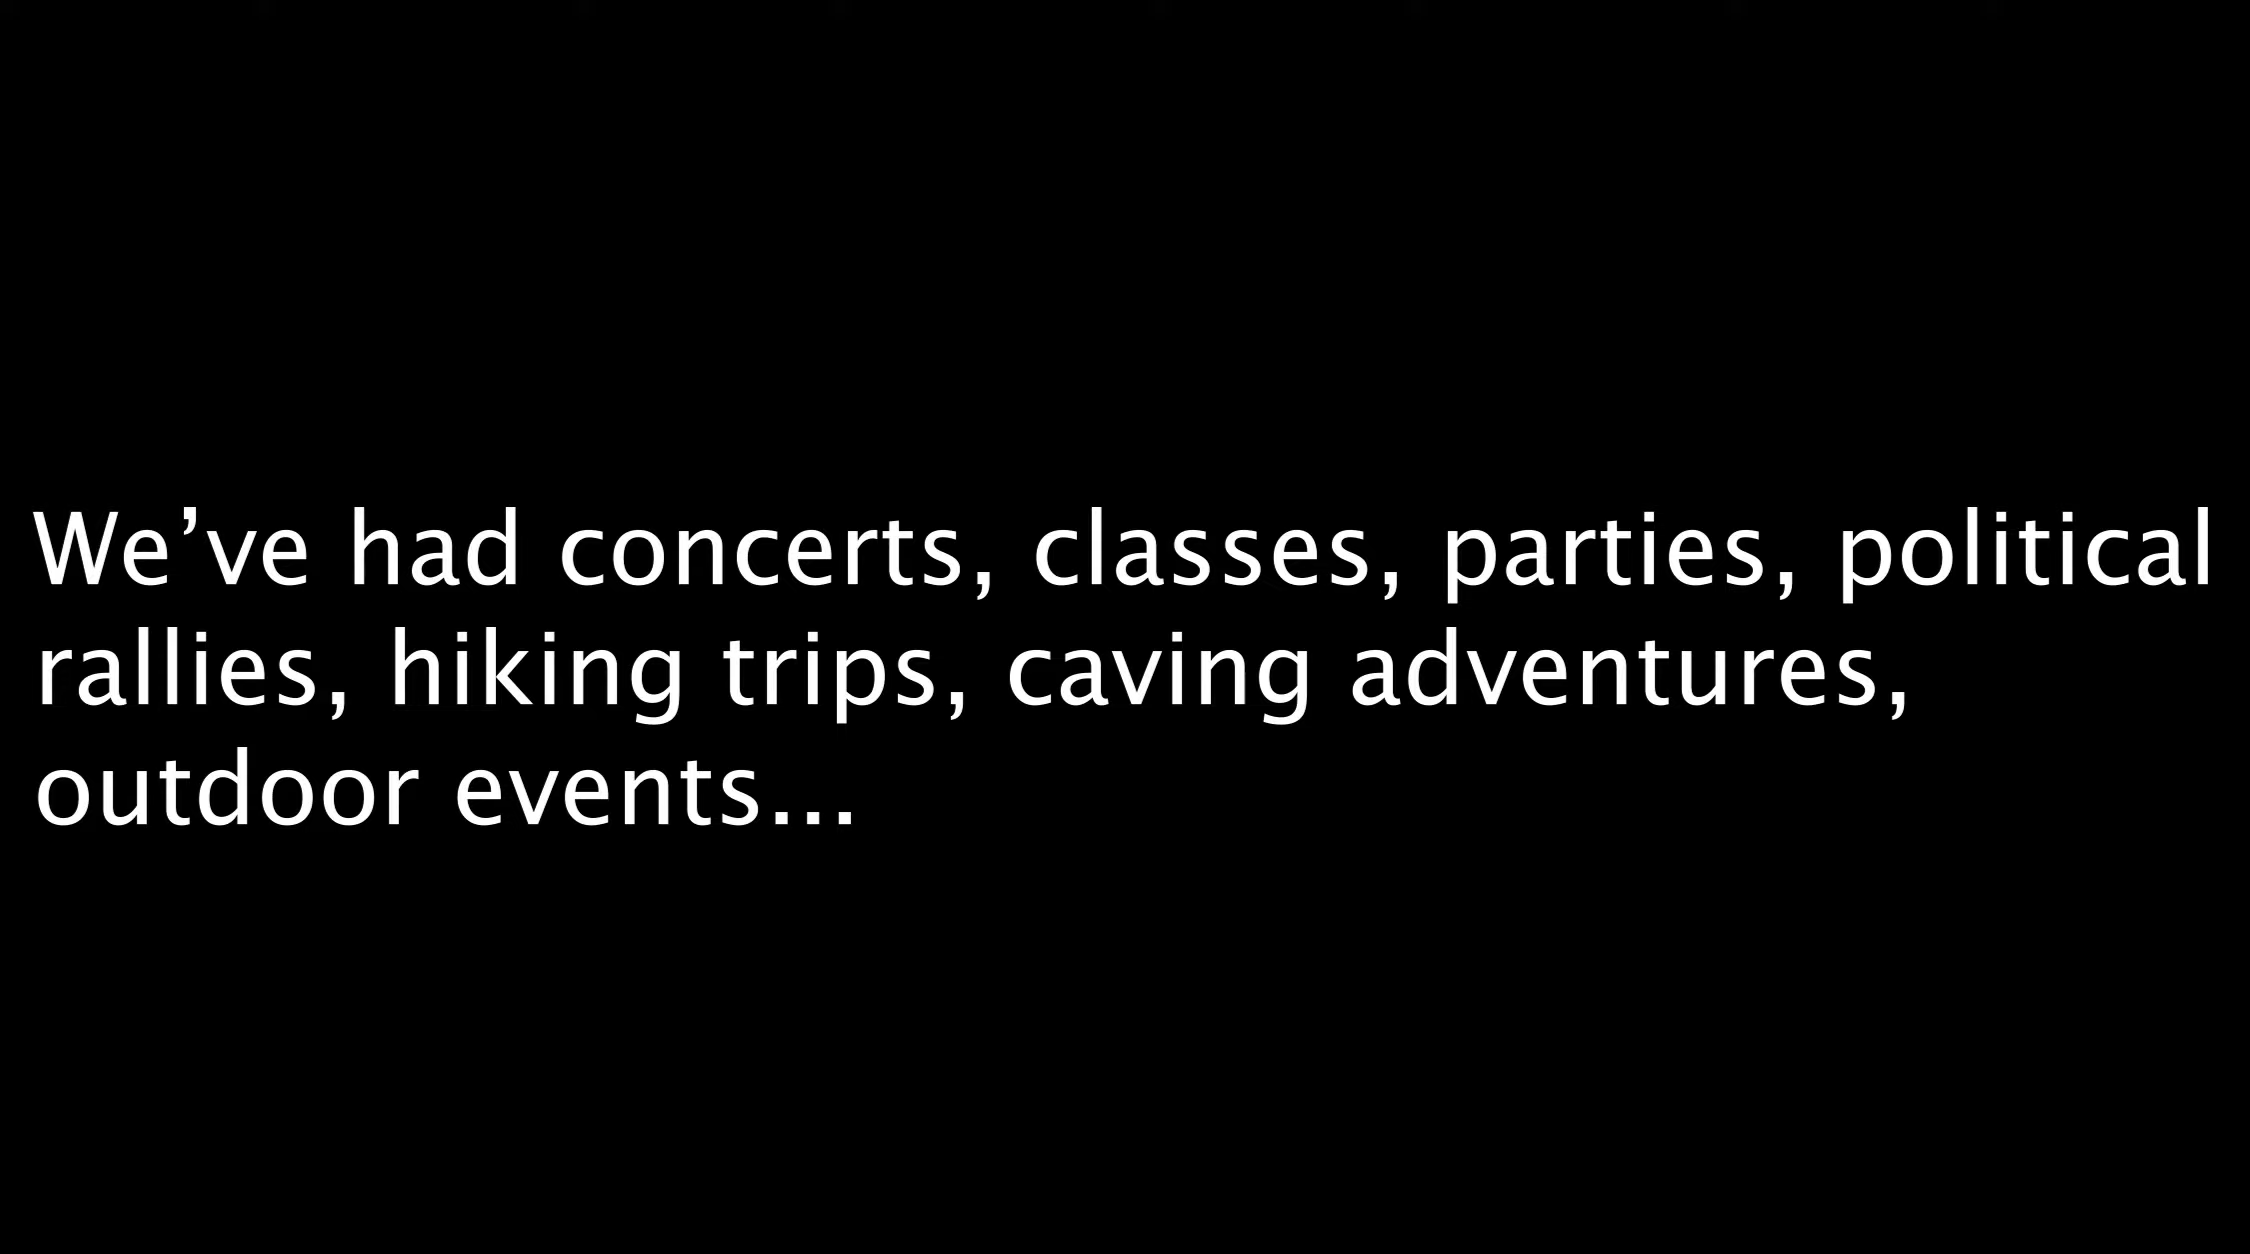 We’ve had concerts, classes, parties, political
rallies, hiking trips, caving adventures,
outdoor events...